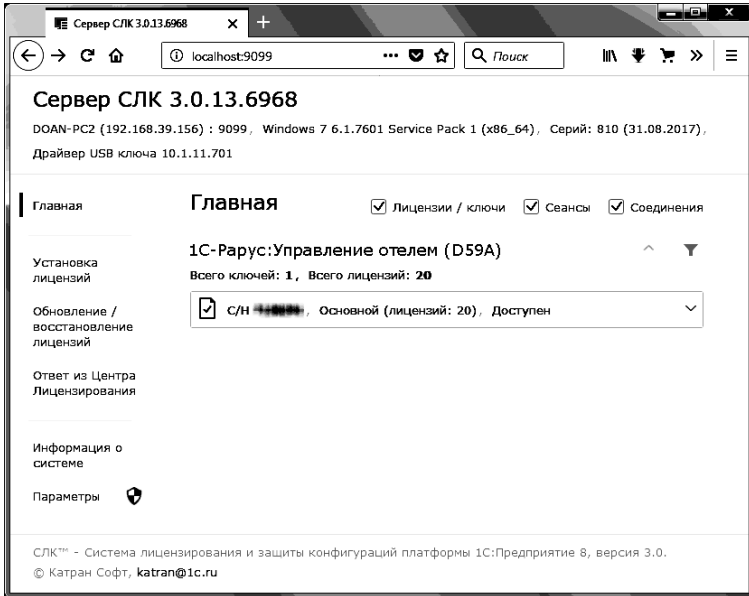 Сервер СЛК 3.0.13.6968
localhost:9099
Поиск
Сервер СЛК 3.0.13.6968
DOAN-PC2 (192.168.39.156) : 9099, Windows 7 6.1.7601 Service Pack 1 (x86_64), Серий: 810 (31.08.2017),
Драйвер USB ключа 10.1.11.701
Главная
Установка
лицензий
Обновление /
восстановление
лицензий
Ответ из Центра
Лицензирования
Информация о
системе
Параметры
Главная
Лицензии / ключи
Сеансы
Соединения
1С-Рарус:Управление отелем (D59A)
Всего ключей: 1, Всего лицензий: 20
С/Н , Основной (лицензий: 20), Доступен
СЛК™ - Система лицензирования и защиты конфигураций платформы 1С:Предприятие 8, версия 3.0.
© Катран Софт, katran@1c.ru